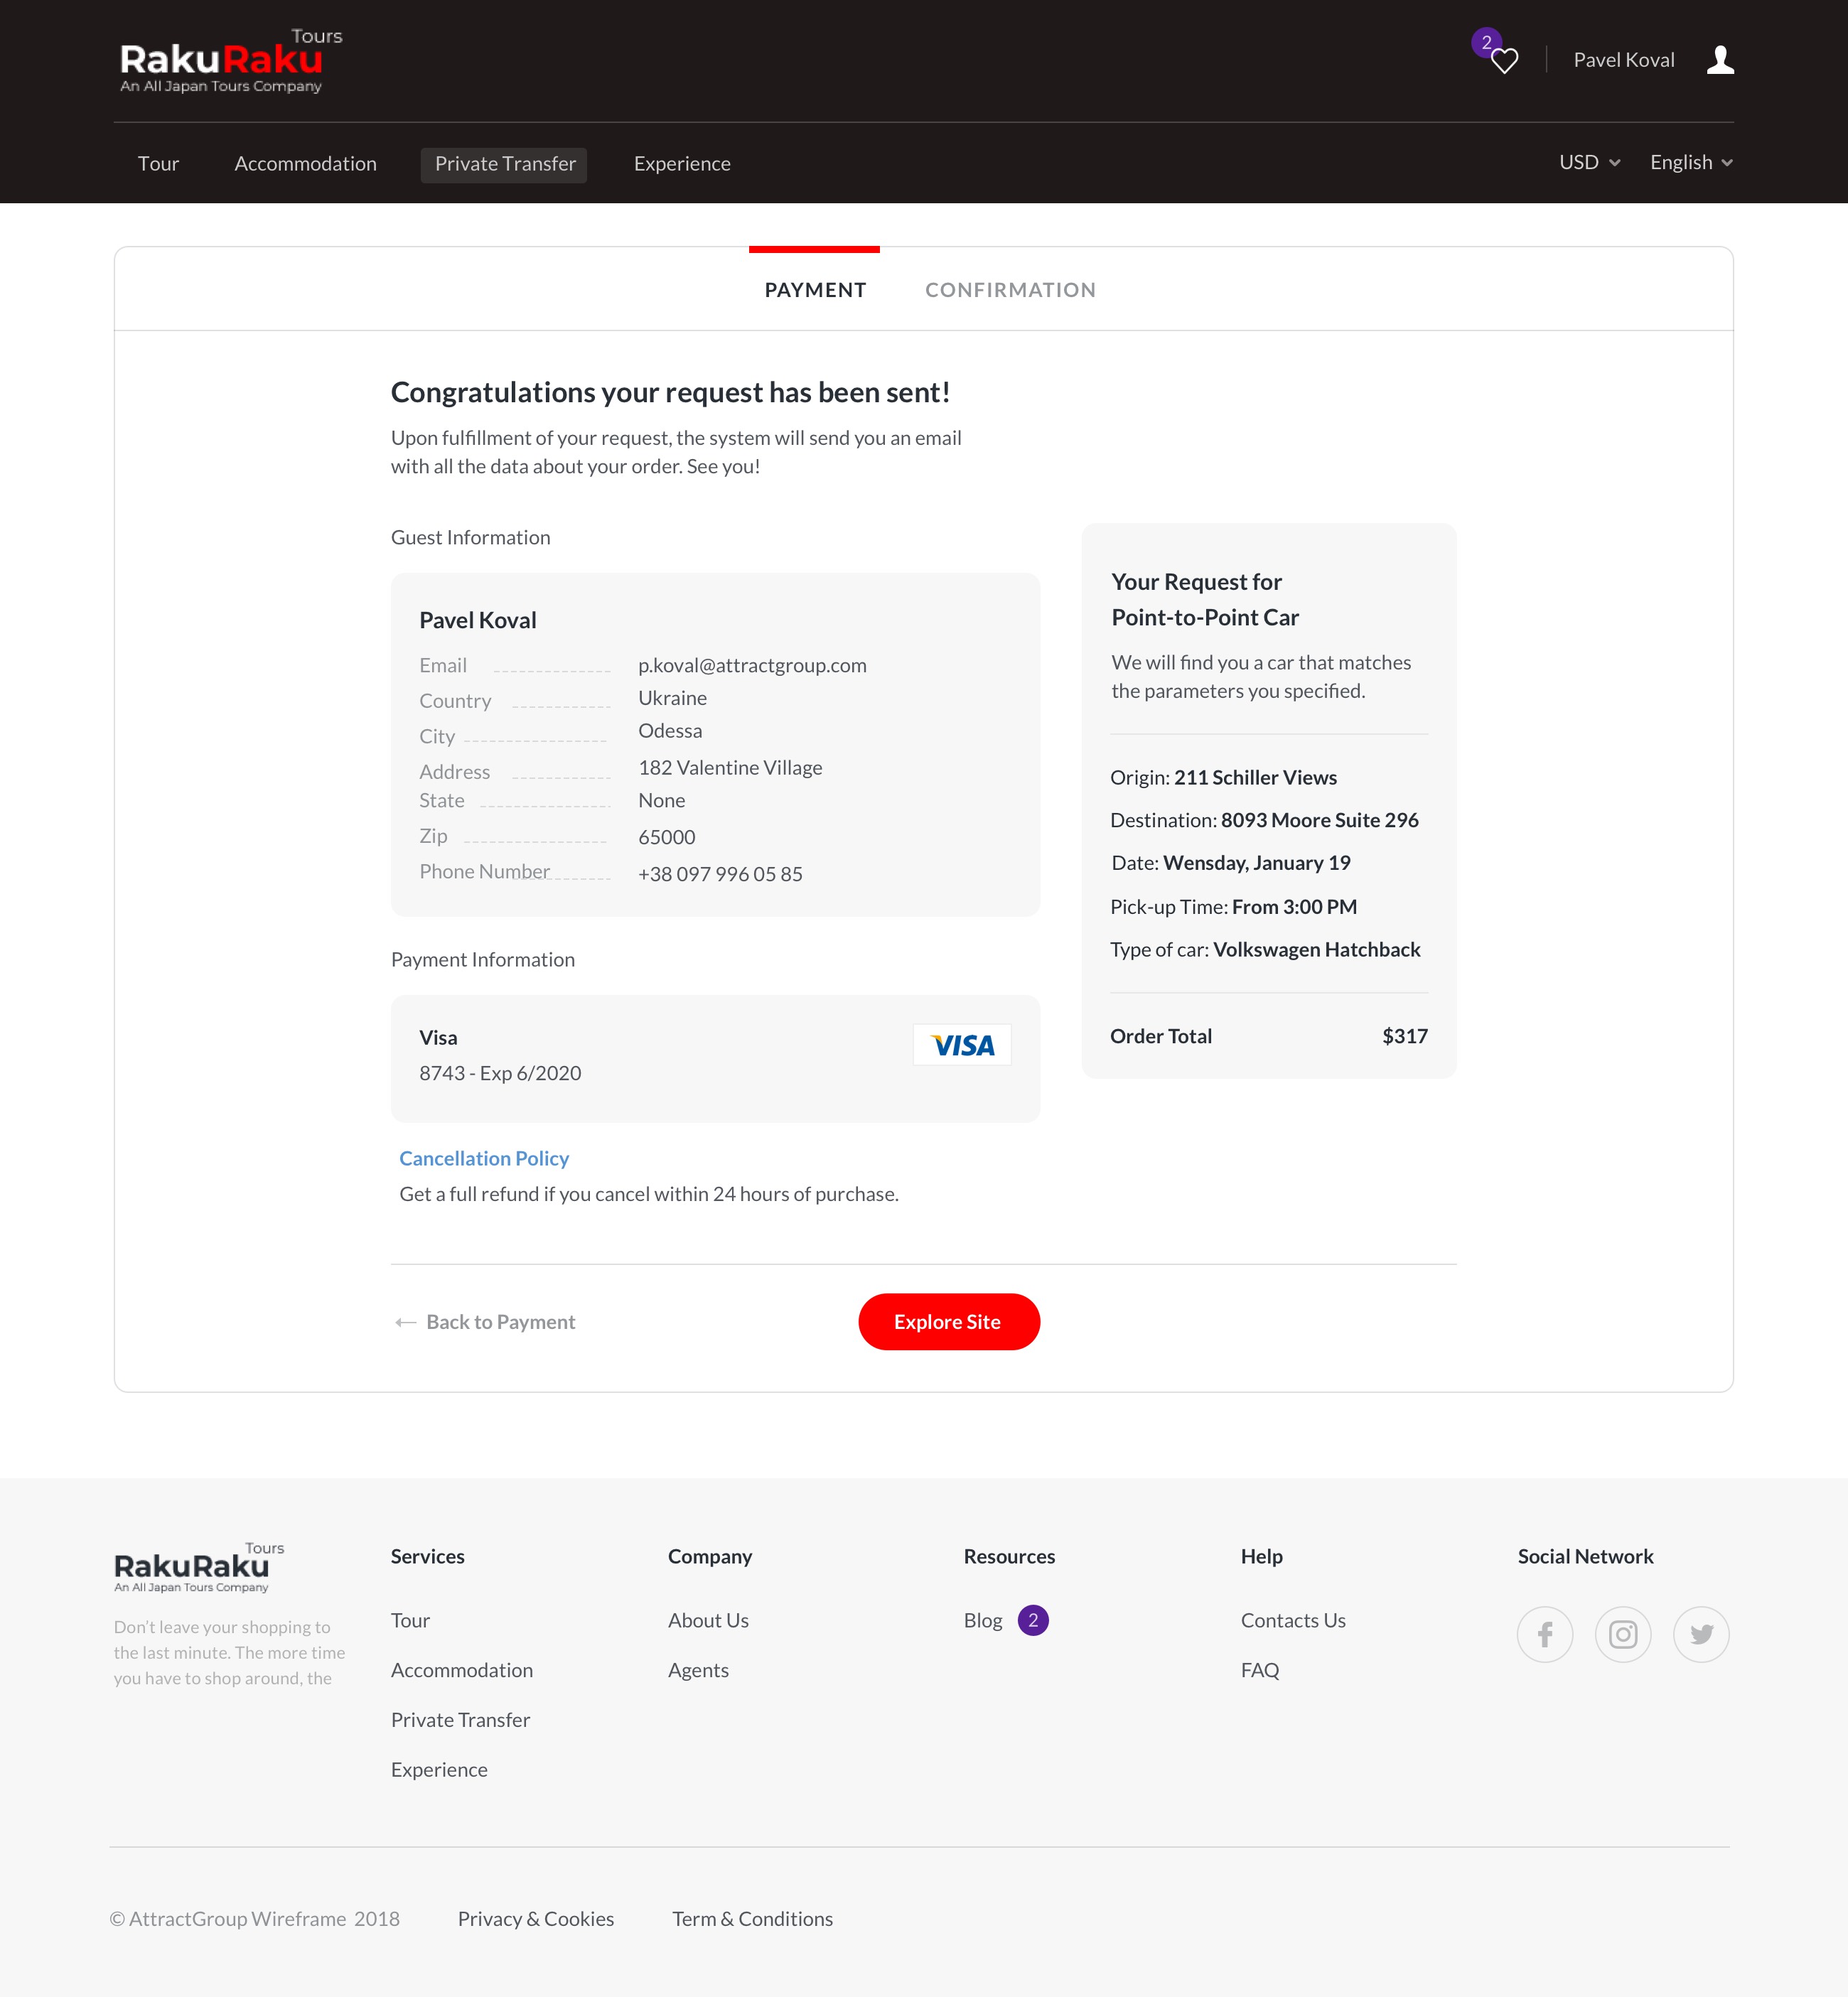 Tours
RakuRaku
An All Japan Tours Company
2
Pavel Koval
Tour
Accommodation
Private Transfer
Experience
USD
English
PAYMENT
CONFIRMATION
Congratulations your request has been sent!
Upon fulfillment of your request, the system will send you an email
with all the data about your order. See you!
Guest Information
Pavel Koval
Email p.koval@attractgroup.com
Country Ukraine
City Odessa
Address 182 Valentine Village
State None
Zip 65000
Phone Number +38 097 996 05 85
Payment Information
Visa
8743 - Exp 6/2020
VISA
Cancellation Policy
Get a full refund if you cancel within 24 hours of purchase.
Your Request for
Point-to-Point Car
We will find you a car that matches
the parameters you specified.
Origin: 211 Schiller Views
Destination: 8093 Moore Suite 296
Date: Wensday, January 19
Pick-up Time: From 3:00 PM
Type of car: Volkswagen Hatchback
Order Total $317
Back to Payment
Explore Site
Tours
RakuRaku
An All Japan Tours Company
Don't leave your shopping to
the last minute. The more time
you have to shop around, the
Services
Tour
Accommodation
Private Transfer
Experience
Company
About Us
Agents
Resources
Blog 2
Help
Contacts Us
FAQ
Social Network
© AttractGroup Wireframe 2018
Privacy & Cookies
Term & Conditions